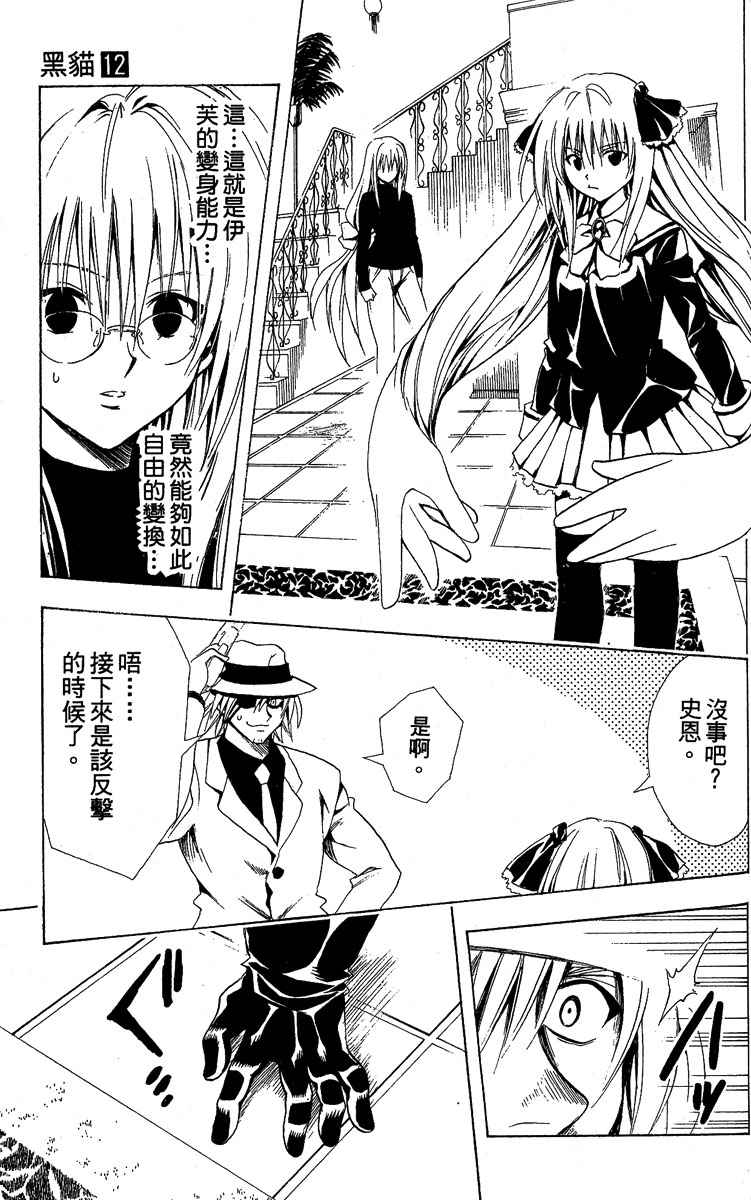 黑貓12
這…這就是伊
芙的變身能力…
竟然能夠如此
自由的變換…
沒事吧?
史恩。
是啊。
唔……
接下來是該反擊
的時候了。